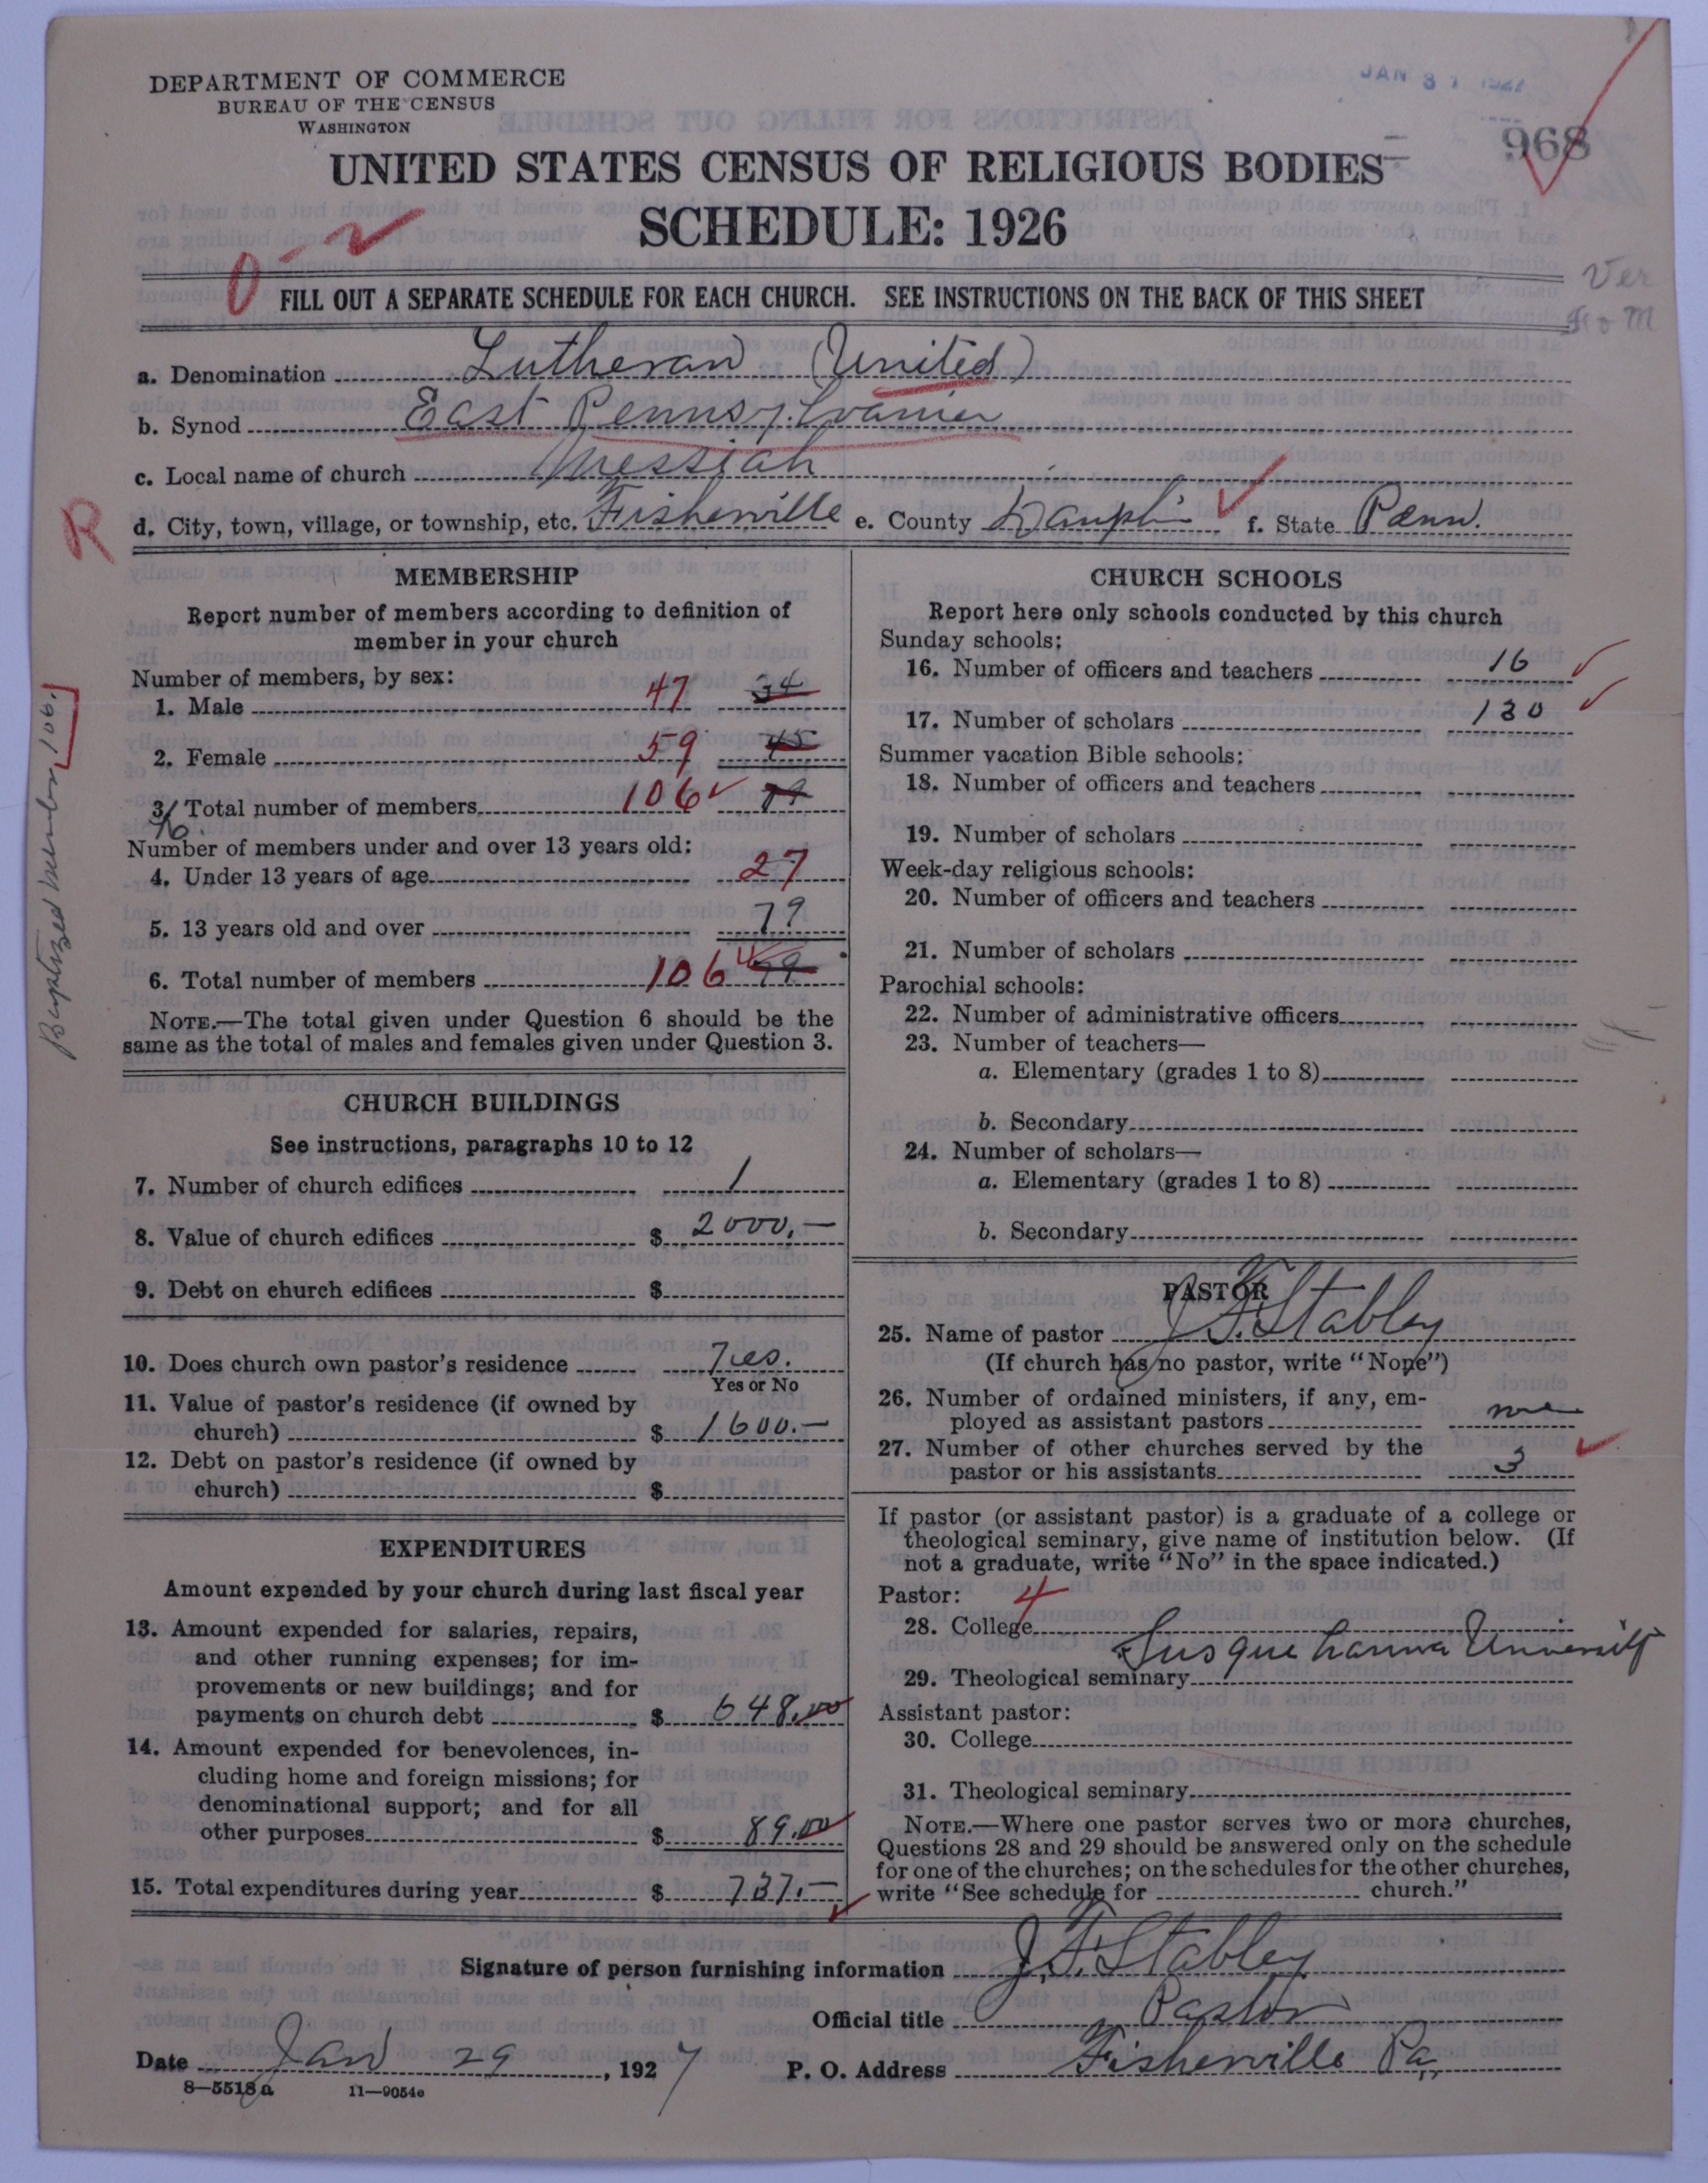 DEPARTMENT OF COMMERCE
BUREAU OF THE CENSUS
WASHINGTON
JAN 31
968
UNITED STATES CENSUS OF RELIGIOUS BODIES
SCHEDULE: 1926
0-2
FILL OUT A SEPARATE SCHEDULE FOR EACH CHURCH. SEE INSTRUCTIONS ON THE BACK OF THIS SHEET
Ver
a. Denomination Lutheran (United)
b. Synod East Pennsylvania
c. Local name of church Messiah
R
d. City, town, village, or township, etc. Fisherville e. County Dauphin f. State Penn.
MEMBERSHIP
Report number of members according to definition of
member in your church
Number of members, by sex:
1. Male 47 34
2. Female 59 45
3. Total number of members 106 79
Number of members under and over 13 years old:
4. Under 13 years of age 27
5. 13 years old and over 79
6. Total number of members 106 79
NOTE.—The total given under Question 6 should be the
same as the total of males and females given under Question 3.
Baptized members, 106.
CHURCH BUILDINGS
See instructions, paragraphs 10 to 12
7. Number of church edifices 1
8. Value of church edifices $ 2000.—
9. Debt on church edifices $
10. Does church own pastor's residence Yes.
Yes or No
11. Value of pastor's residence (if owned by
church) $ 1600.—
12. Debt on pastor's residence (if owned by
church) $
EXPENDITURES
Amount expended by your church during last fiscal year
13. Amount expended for salaries, repairs,
and other running expenses; for im-
provements or new buildings; and for
payments on church debt $ 648.00
14. Amount expended for benevolences, in-
cluding home and foreign missions; for
denominational support; and for all
other purposes $ 89.00
15. Total expenditures during year $ 737.—
CHURCH SCHOOLS
Report here only schools conducted by this church
Sunday schools:
16. Number of officers and teachers 16
17. Number of scholars 130
Summer vacation Bible schools:
18. Number of officers and teachers
19. Number of scholars
Week-day religious schools:
20. Number of officers and teachers
21. Number of scholars
Parochial schools:
22. Number of administrative officers
23. Number of teachers—
a. Elementary (grades 1 to 8)
b. Secondary
24. Number of scholars—
a. Elementary (grades 1 to 8)
b. Secondary
PASTOR
25. Name of pastor J. F. Stabley
(If church has no pastor, write "None")
26. Number of ordained ministers, if any, em-
ployed as assistant pastors none
27. Number of other churches served by the
pastor or his assistants 3
If pastor (or assistant pastor) is a graduate of a college or
theological seminary, give name of institution below. (If
not a graduate, write "No" in the space indicated.)
Pastor: 4
28. College
Susquehanna University
29. Theological seminary
Assistant pastor:
30. College
31. Theological seminary
NOTE.—Where one pastor serves two or more churches,
Questions 28 and 29 should be answered only on the schedule
for one of the churches; on the schedules for the other churches,
write "See schedule for church."
Signature of person furnishing information J. F. Stabley
Official title Pastor
Date Jan 29, 1927 P. O. Address Fisherville Pa.
8—5518a 11—9054e